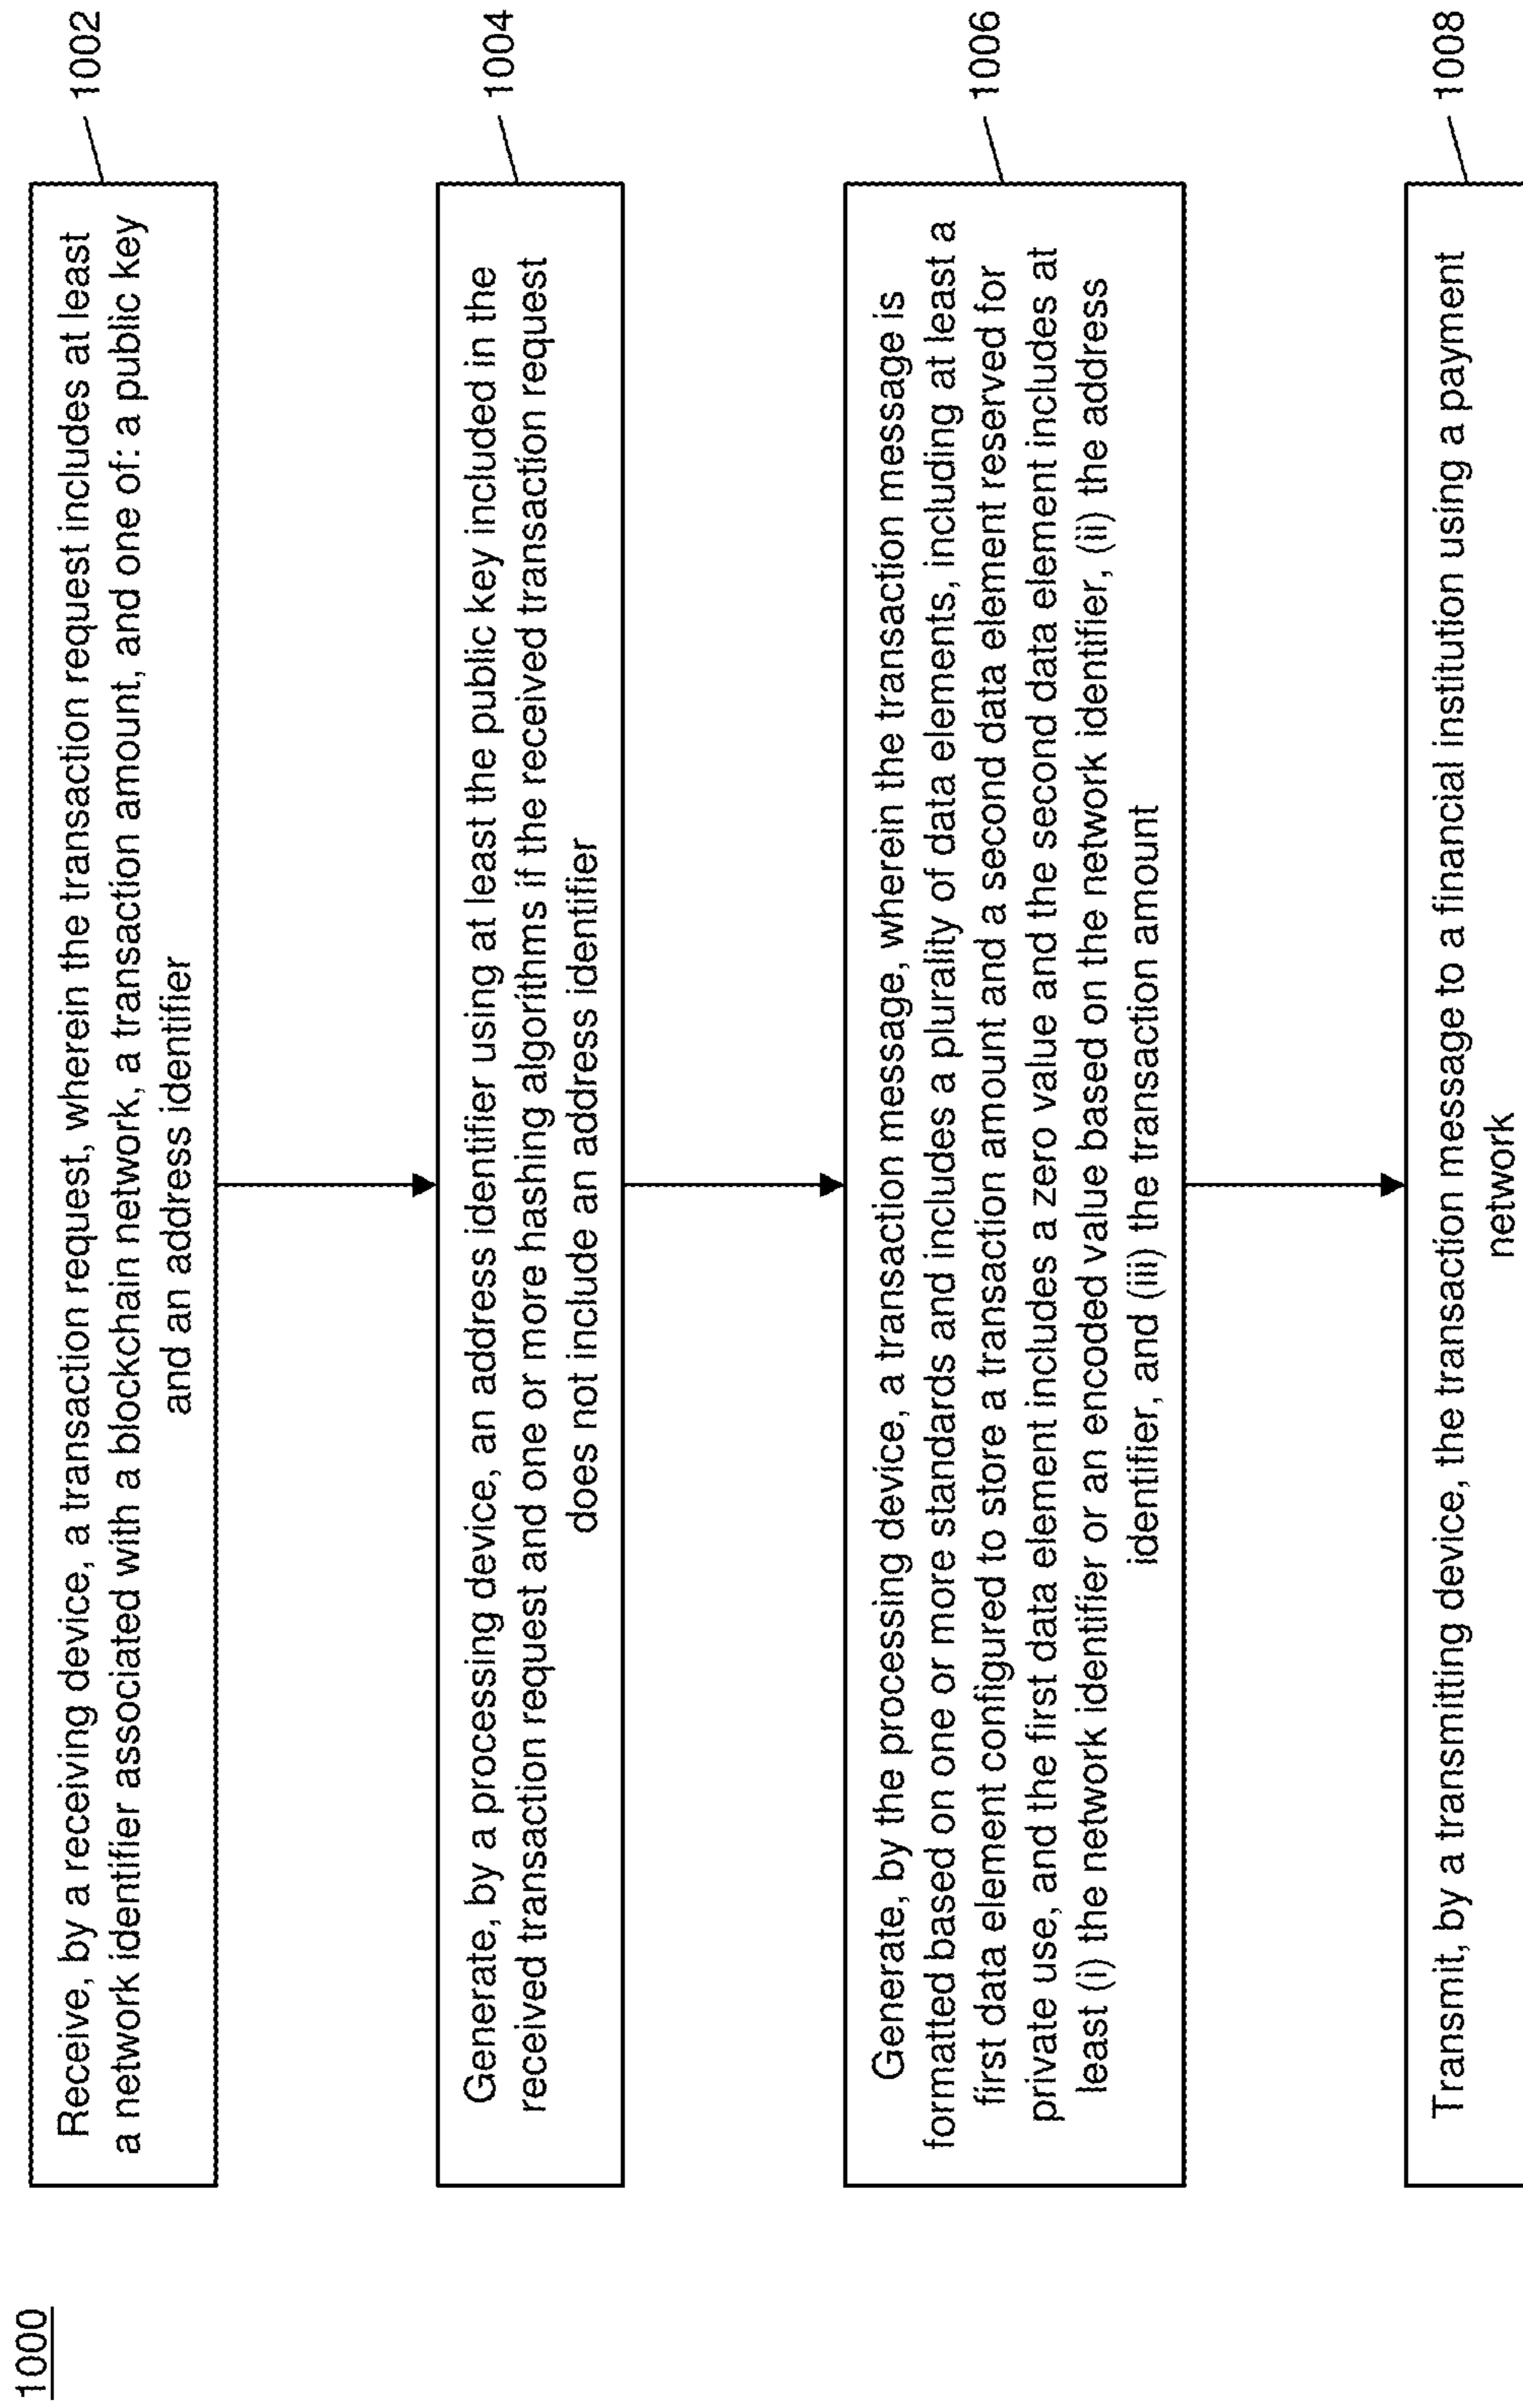 1000
Receive, by a receiving device, a transaction request, wherein the transaction request includes at least
a network identifier associated with a blockchain network, a transaction amount, and one of: a public key
and an address identifier
1002
Generate, by a processing device, an address identifier using at least the public key included in the
received transaction request and one or more hashing algorithms if the received transaction request
does not include an address identifier
1004
Generate, by the processing device, a transaction message, wherein the transaction message is
formatted based on one or more standards and includes a plurality of data elements, including at least a
first data element configured to store a transaction amount and a second data element reserved for
private use, and the first data element includes a zero value and the second data element includes at
least (i) the network identifier or an encoded value based on the network identifier, (ii) the address
identifier, and (iii) the transaction amount
1006
Transmit, by a transmitting device, the transaction message to a financial institution using a payment
network
1008